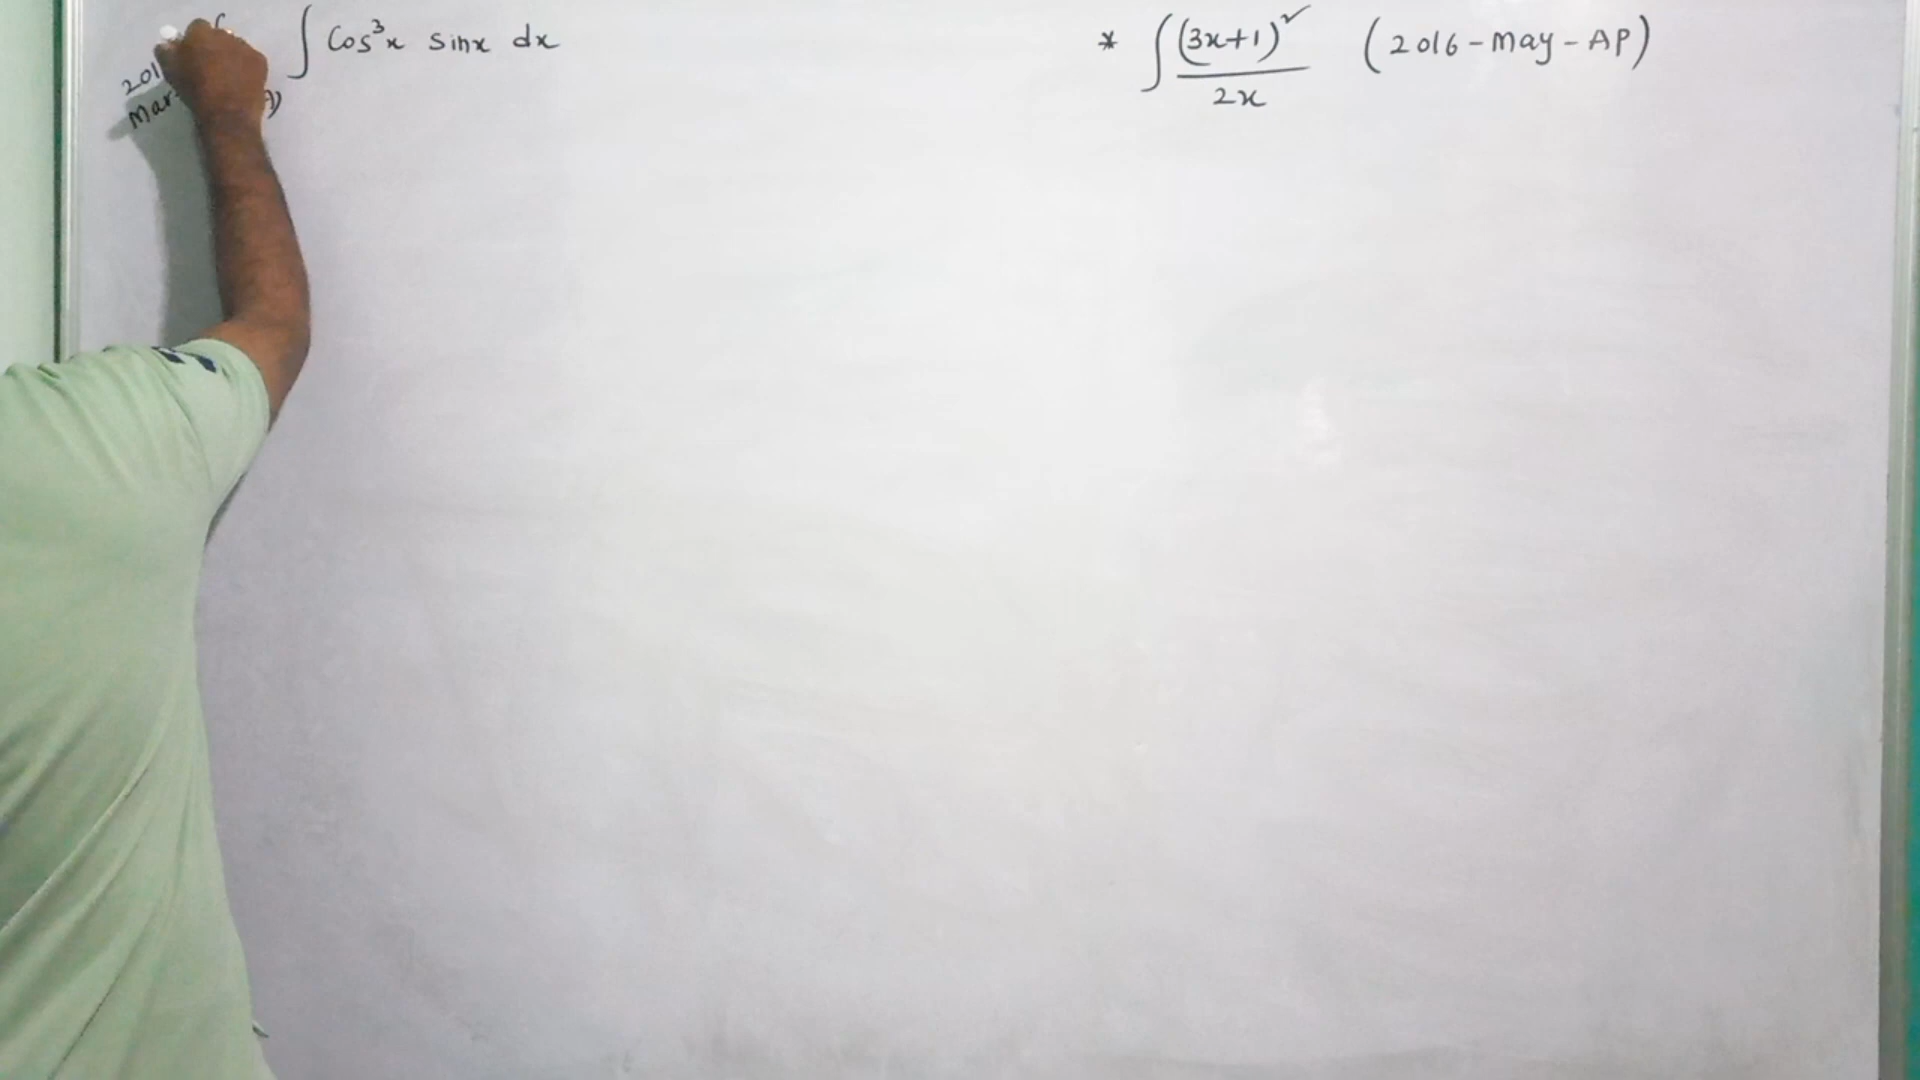 ∫ Cos³x sinx dx
201
Mar
* ∫ (3x+1)² / 2x (2016-May-AP)